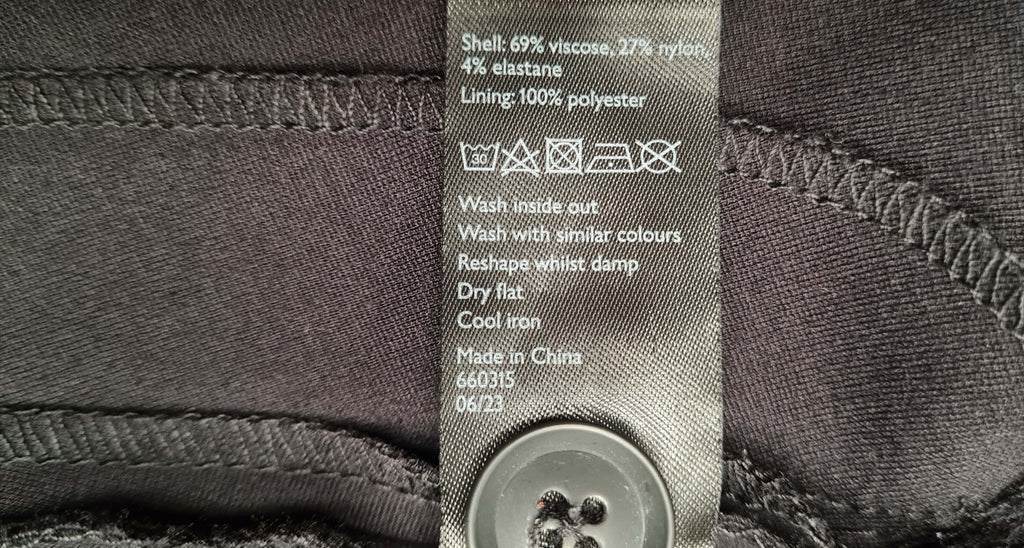 Shell: 69% viscose, 27% nylon,
4% elastane
Lining: 100% polyester
30
Wash inside out
Wash with similar colours
Reshape whilst damp
Dry flat
Cool iron
Made in China
660315
06/23